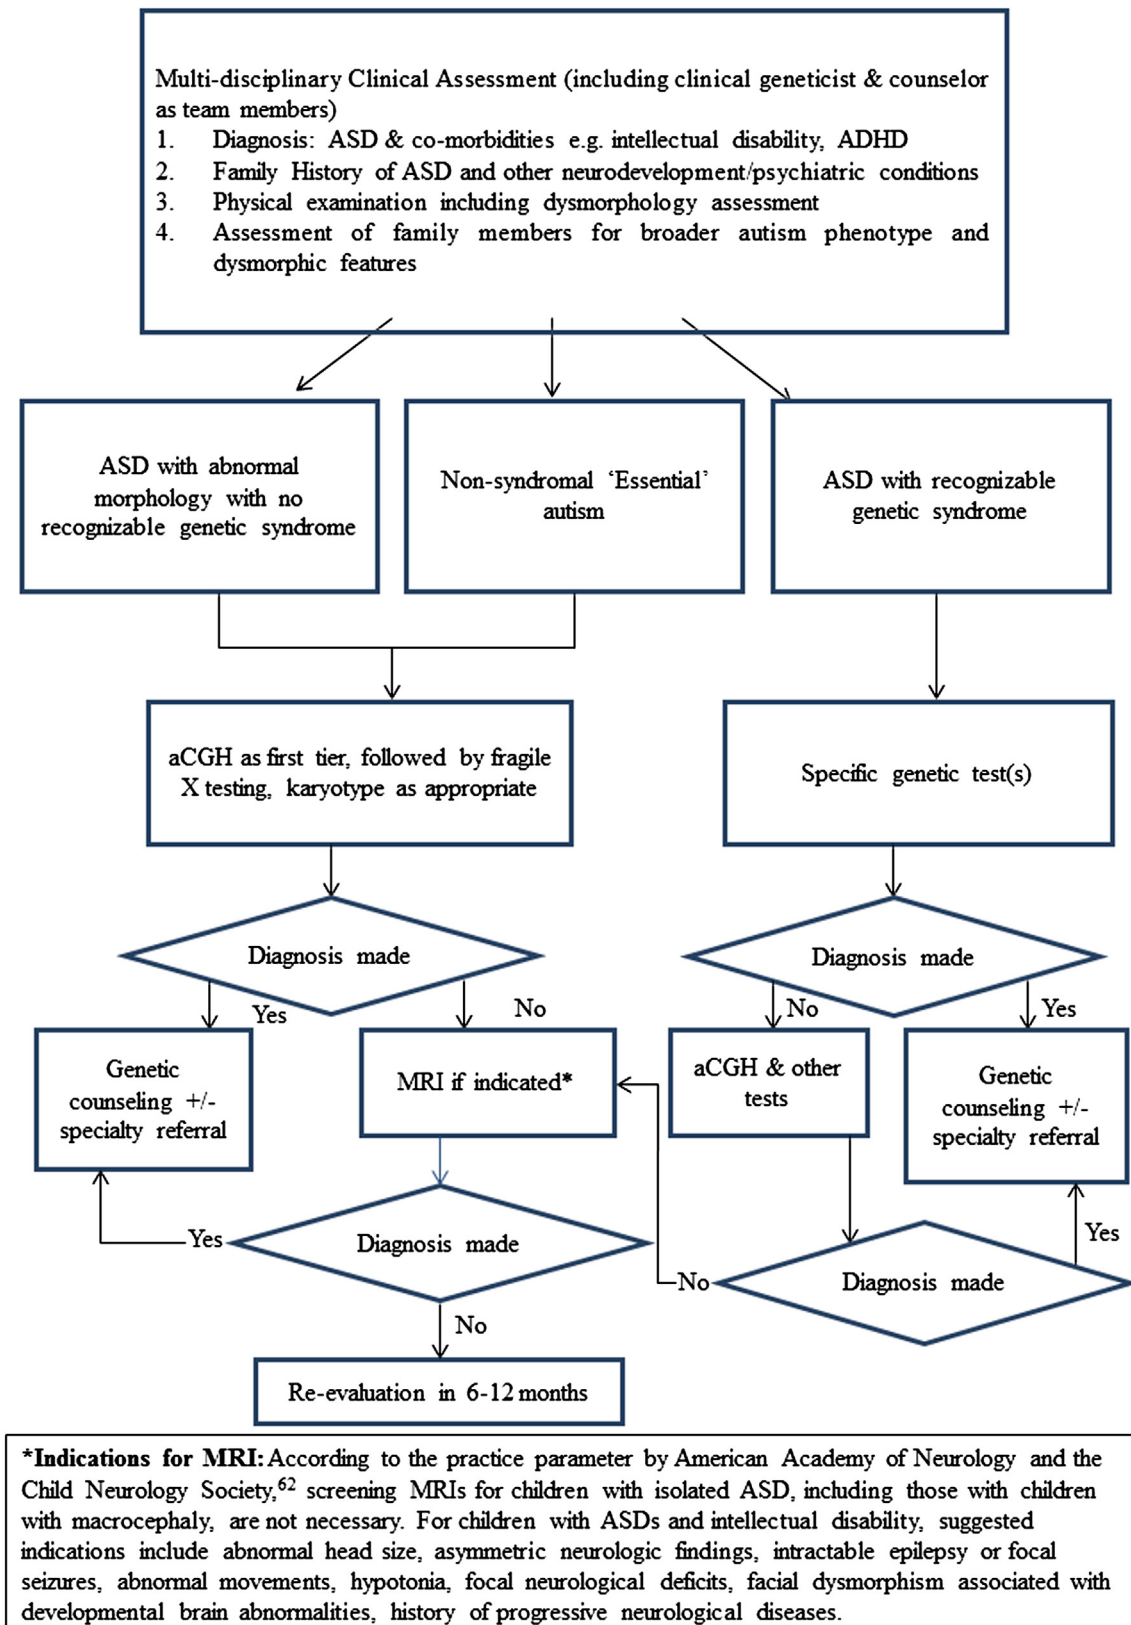 Multi-disciplinary Clinical Assessment (including clinical geneticist & counselor
as team members)
1. Diagnosis: ASD & co-morbidities e.g. intellectual disability, ADHD
2. Family History of ASD and other neurodevelopment/psychiatric conditions
3. Physical examination including dysmorphology assessment
4. Assessment of family members for broader autism phenotype and
dysmorphic features
ASD with abnormal
morphology with no
recognizable genetic syndrome
Non-syndromal ‘Essential’
autism
ASD with recognizable
genetic syndrome
aCGH as first tier, followed by fragile
X testing, karyotype as appropriate
Specific genetic test(s)
Diagnosis made
Diagnosis made
Yes
No
No
Yes
Genetic
counseling +/-
specialty referral
MRI if indicated*
aCGH & other
tests
Genetic
counseling +/-
specialty referral
Yes
Diagnosis made
No
Diagnosis made
Yes
No
Re-evaluation in 6-12 months
*Indications for MRI: According to the practice parameter by American Academy of Neurology and the
Child Neurology Society,62 screening MRIs for children with isolated ASD, including those with children
with macrocephaly, are not necessary. For children with ASDs and intellectual disability, suggested
indications include abnormal head size, asymmetric neurologic findings, intractable epilepsy or focal
seizures, abnormal movements, hypotonia, focal neurological deficits, facial dysmorphism associated with
developmental brain abnormalities, history of progressive neurological diseases.